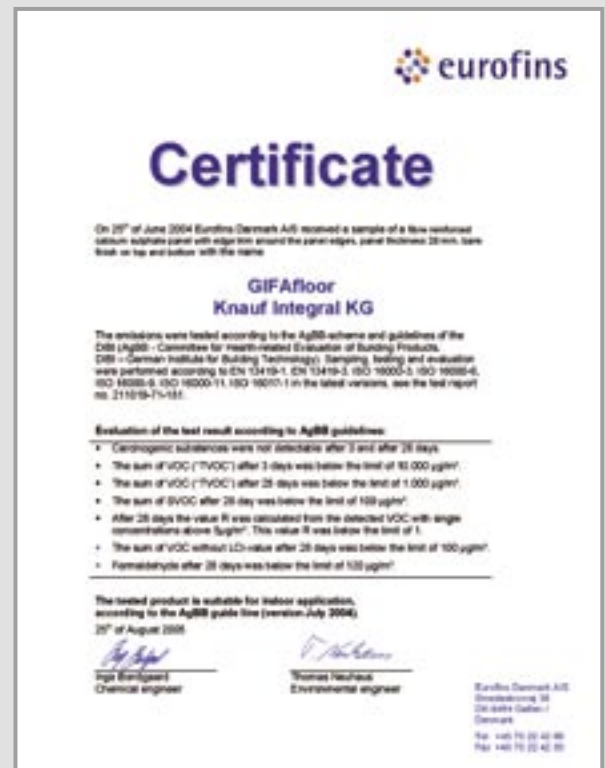 eurofins
Certificate
On 25th of June 2004 Eurofins Danmark A/S received a sample of a fibre reinforced
calcium sulphate panel with edge trim around the panel edges, panel thickness 28 mm, bare
finish on top and bottom with the name
GIFAfloor
Knauf Integral KG
The emissions were tested according to the AgBB-scheme and guidelines of the
DIBt (AgBB - Committee for Health-related Evaluation of Building Products,
DIBt – German Institute for Building Technology). Sampling, testing and evaluation
were performed according to EN 13419-1, EN 13419-3, ISO 16000-3, ISO 16000-6,
ISO 16000-9, ISO 16000-11, ISO 16017-1 in the latest versions, see the test report
no.
Evaluation of the test result according to AgBB guidelines:
• Carcinogenic substances were not detectable after 3 and after 28 days.
• The sum of VOC ("TVOC") after 3 days was below the limit of 10.000 µg/m³.
• The sum of VOC ("TVOC") after 28 days was below the limit of 1.000 µg/m³.
• The sum of SVOC after 28 day was below the limit of 100 µg/m³.
• After 28 days the value R was calculated from the detected VOC with single
concentrations above 5µg/m³. This value R was below the limit of 1.
• The sum of VOC without LCI-value after 28 days was below the limit of 100 µg/m³.
• Formaldehyde after 28 days was below the limit of 120 µg/m³.
The tested product is suitable for indoor application,
according to the AgBB guide line (version July 2004).
25th of August 2005
Inge
Chemical engineer
Thomas Neuhaus
Environmental engineer
Eurofins Danmark A/S
Denmark